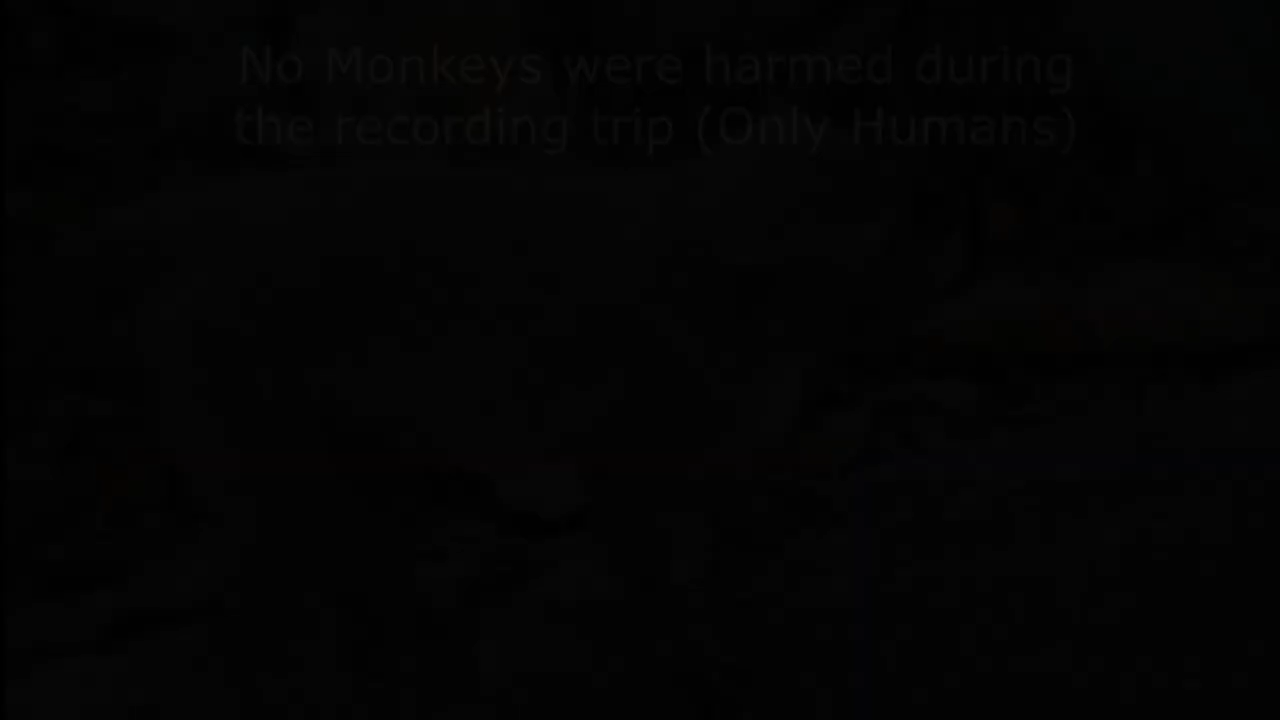 No Monkeys were harmed during
the recording trip (Only Humans)